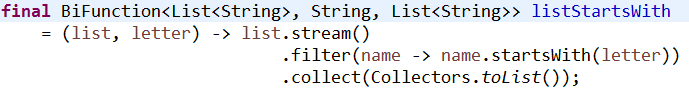 final BiFunction<List<String>, String, List<String>> listStartsWith
= (list, letter) -> list.stream()
.filter(name -> name.startsWith(letter))
.collect(Collectors.toList());